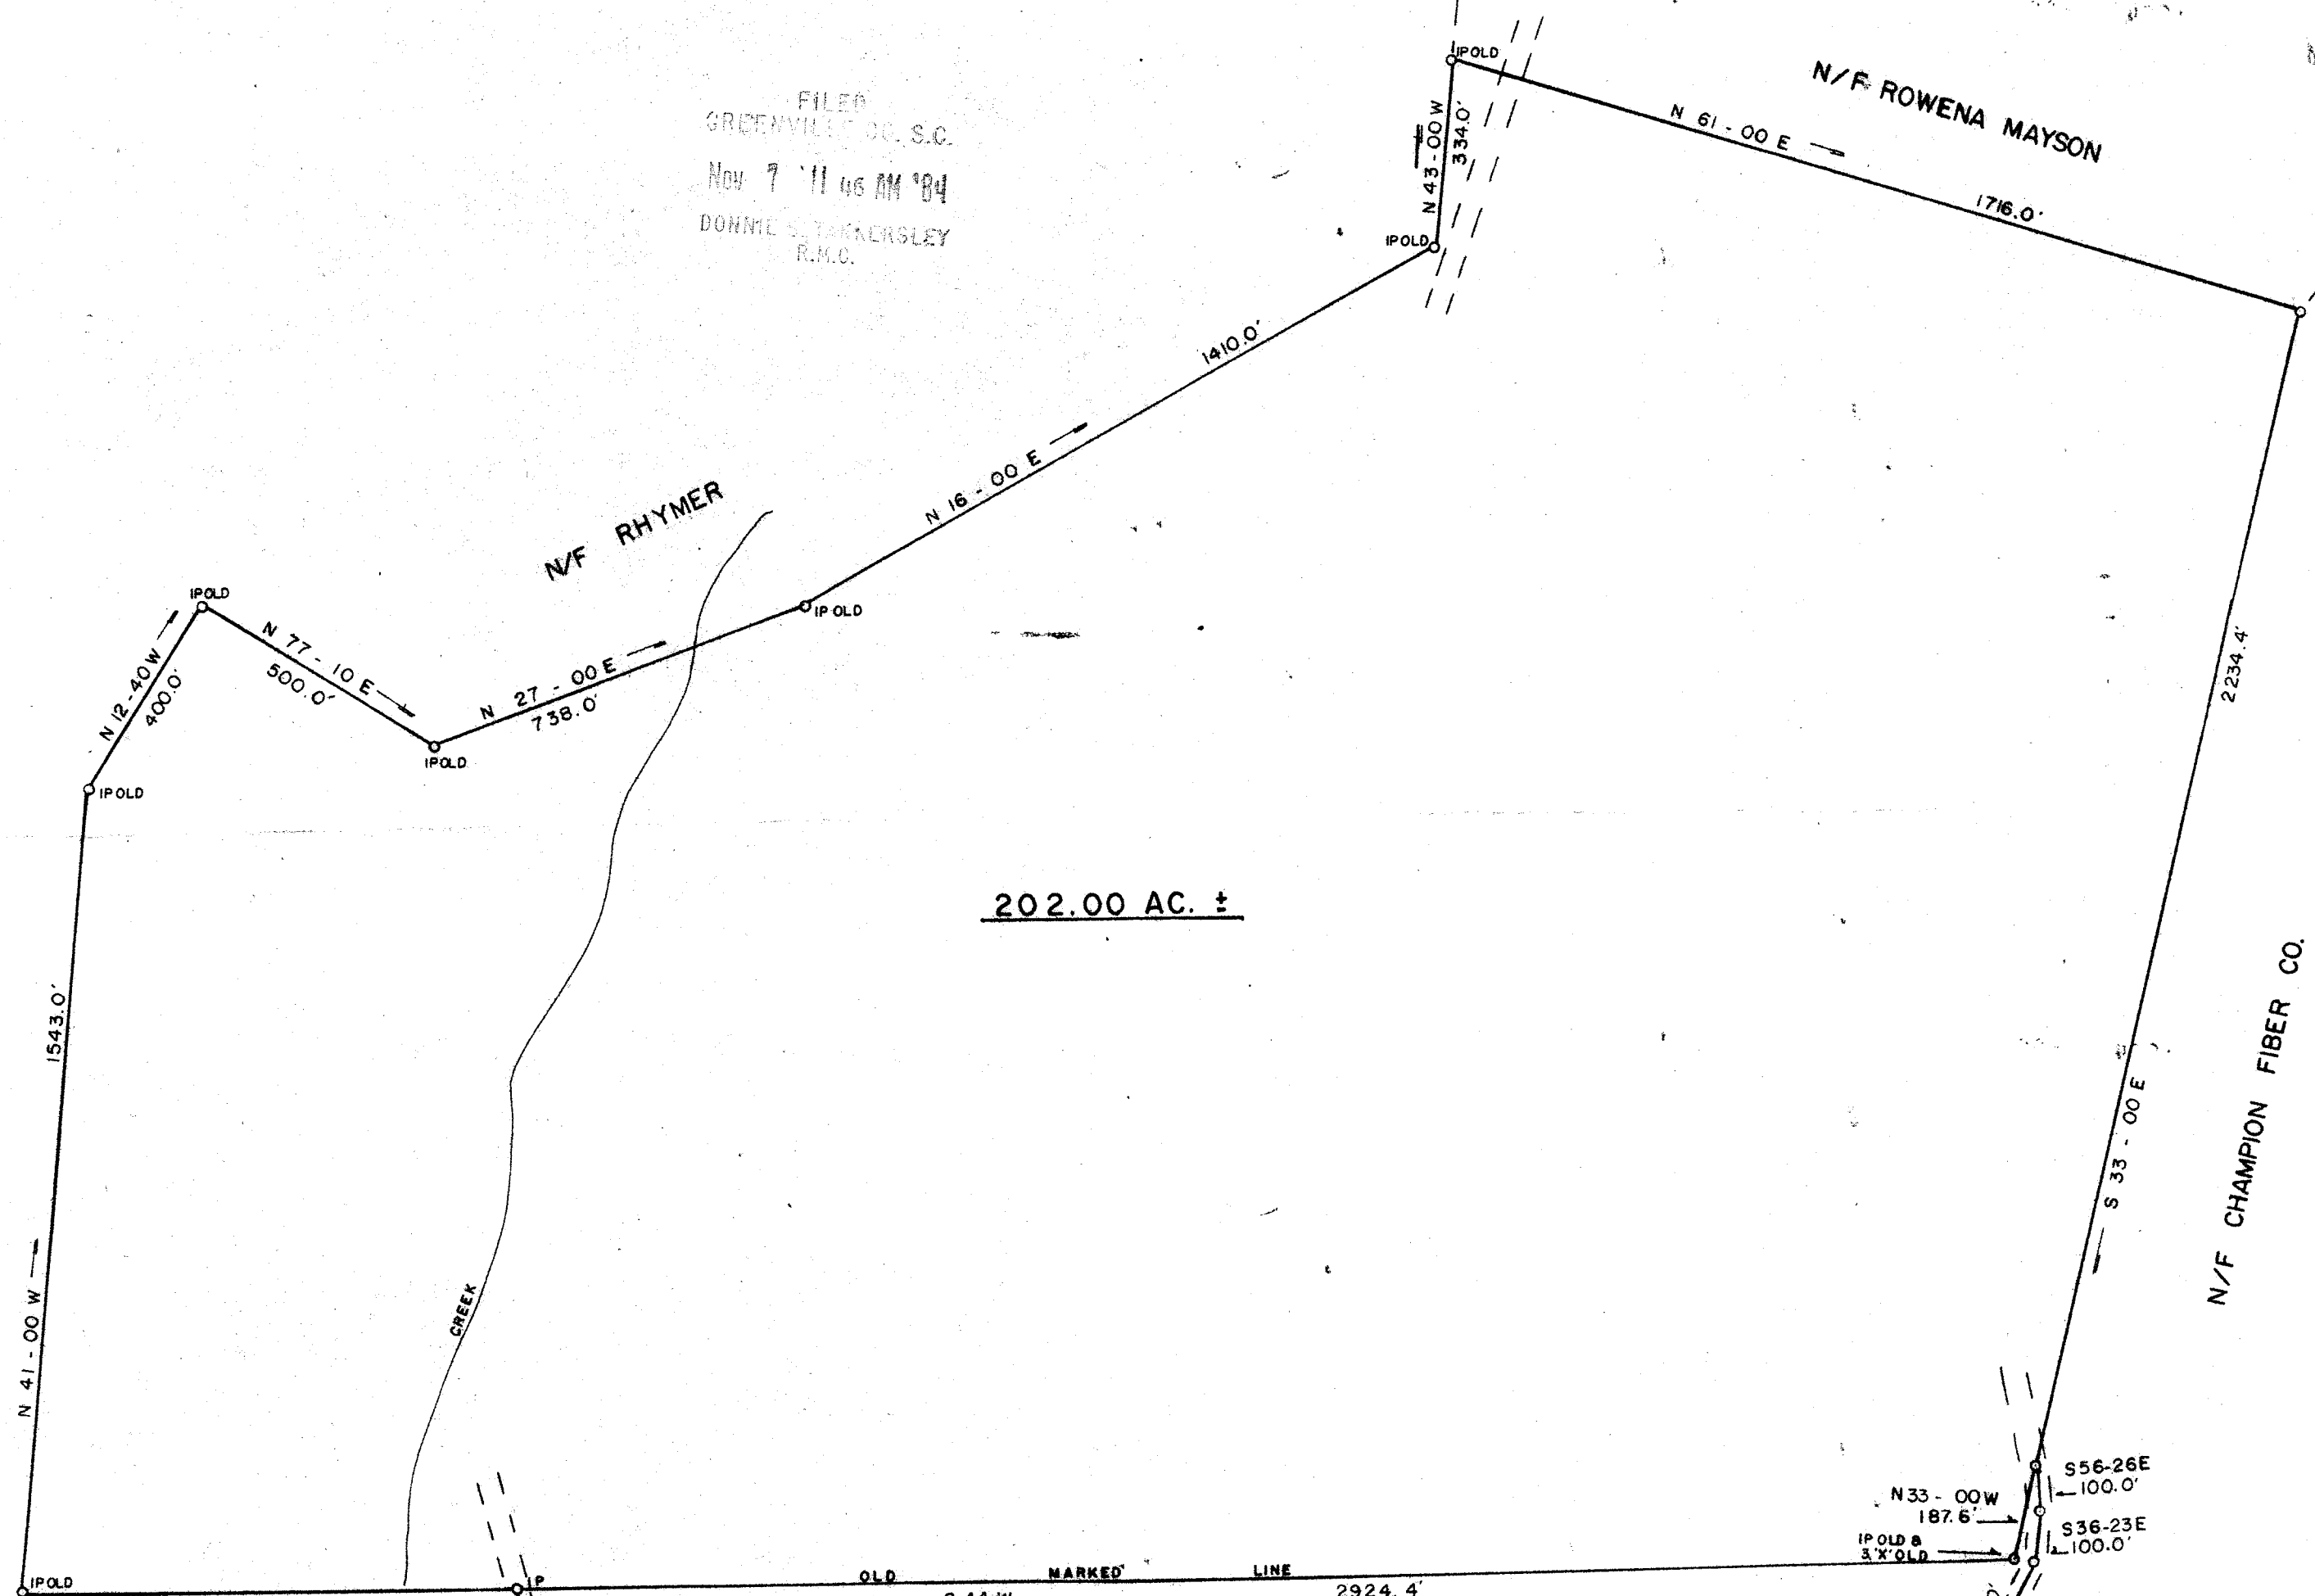 FILED
GREENVILLE CO. S.C.
Nov 7 11 46 AM '84
DONNIE S. TANKERSLEY
R.M.C.
IPOLD
N/F ROWENA MAYSON
N 61 - 00 E
1716.0'
N 43 - 00 W
334.0'
IPOLD
1410.0'
N 16 - 00 E
N/F RHYMER
IPOLD
N 12 - 40 W
400.0'
N 77 - 10 E
500.0'
IPOLD
N 27 - 00 E
738.0'
IPOLD
IPOLD
2234.4'
202.00 AC. ±
N/F CHAMPION FIBER CO.
S 33 - 00 E
1543.0'
N 41 - 00 W
CREEK
S56-26E
100.0'
N33 - 00W
187.6'
S36-23E
100.0'
IPOLD &
3"X"OLD
IPOLD
IP
OLD MARKED LINE
2924.4'